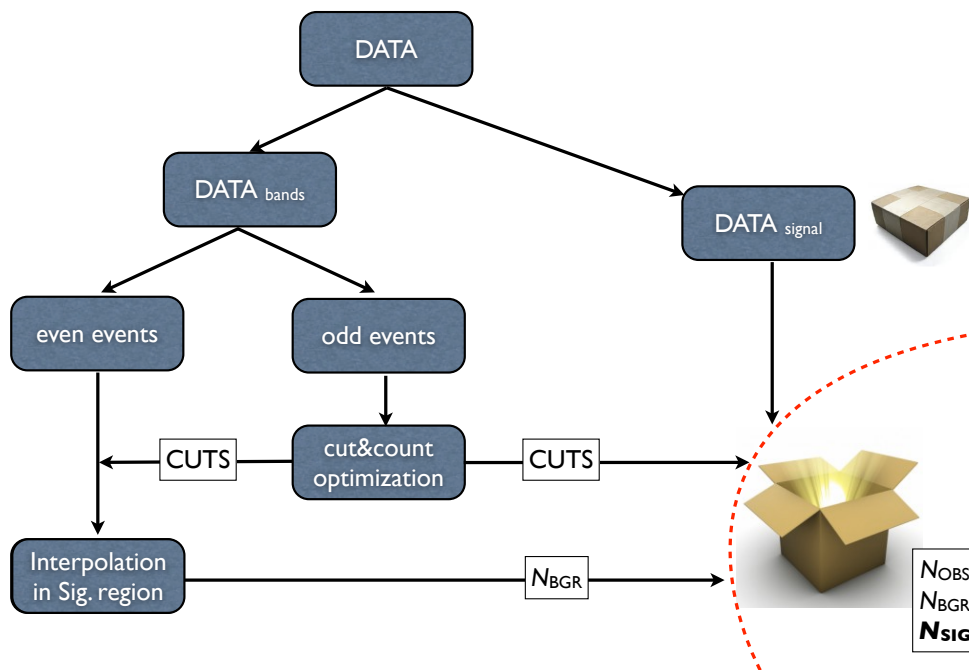 DATA
DATA bands
DATA signal
even events
odd events
CUTS
cut&count
optimization
CUTS
Interpolation
in Sig. region
NBGR
NOBS
NBGR
NSIG